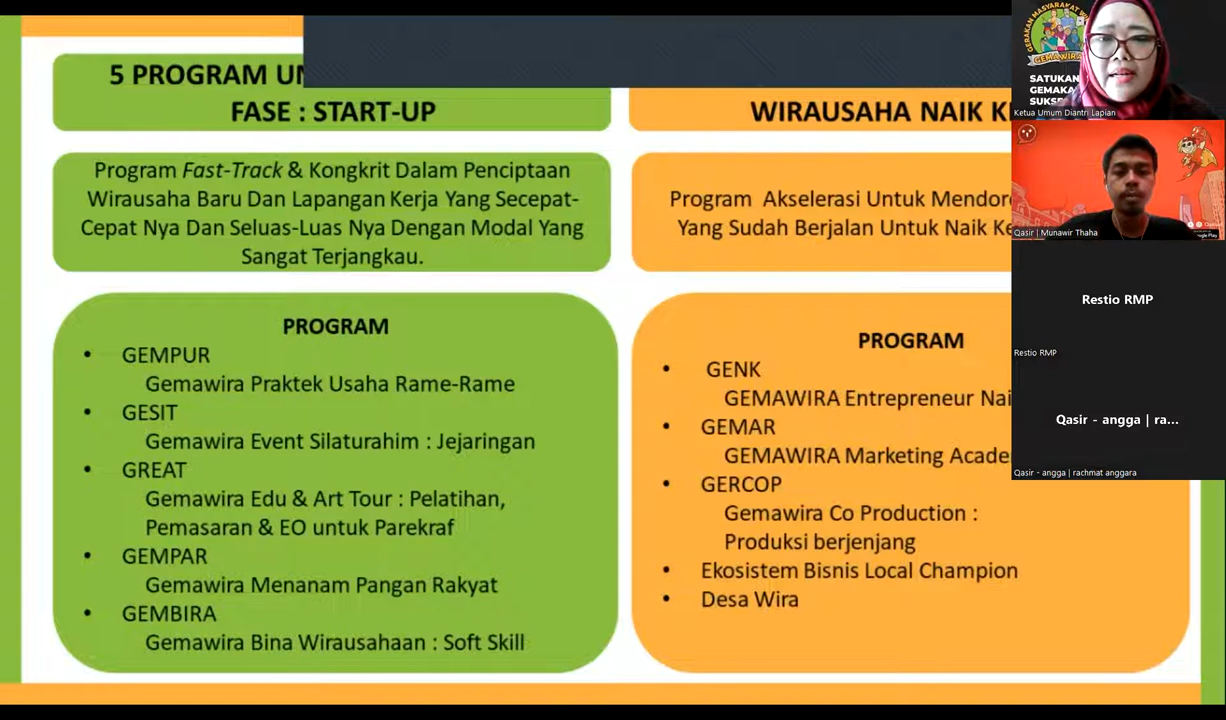 5 PROGRAM
FASE : START-UP
Program Fast-Track & Kongkrit Dalam Penciptaan
Wirausaha Baru Dan Lapangan Kerja Yang Secepat-
Cepat Nya Dan Seluas-Luas Nya Dengan Modal Yang
Sangat Terjangkau.
PROGRAM
• GEMPUR
Gemawira Praktek Usaha Rame-Rame
• GESIT
Gemawira Event Silaturahim : Jejaringan
• GREAT
Gemawira Edu & Art Tour : Pelatihan,
Pemasaran & EO untuk Parekraf
• GEMPAR
Gemawira Menanam Pangan Rakyat
• GEMBIRA
Gemawira Bina Wirausahaan : Soft Skill
WIRAUSAHA NAIK
Program Akselerasi Untuk
Yang Sudah Berjalan Untuk Naik
PROGRAM
• GENK
GEMAWIRA Entrepreneur
• GEMAR
GEMAWIRA Marketing
• GERCOP
Gemawira Co Production :
Produksi berjenjang
• Ekosistem Bisnis Local Champion
• Desa Wira
GERAKAN MASYARAKAT
GEMAWIRA
SATUKAN
Ketua Umum Diantri Lapian
Qasir | Munawir Thaha
Restio RMP
Restio RMP
Qasir - angga | ra...
Qasir - angga | rachmat anggara